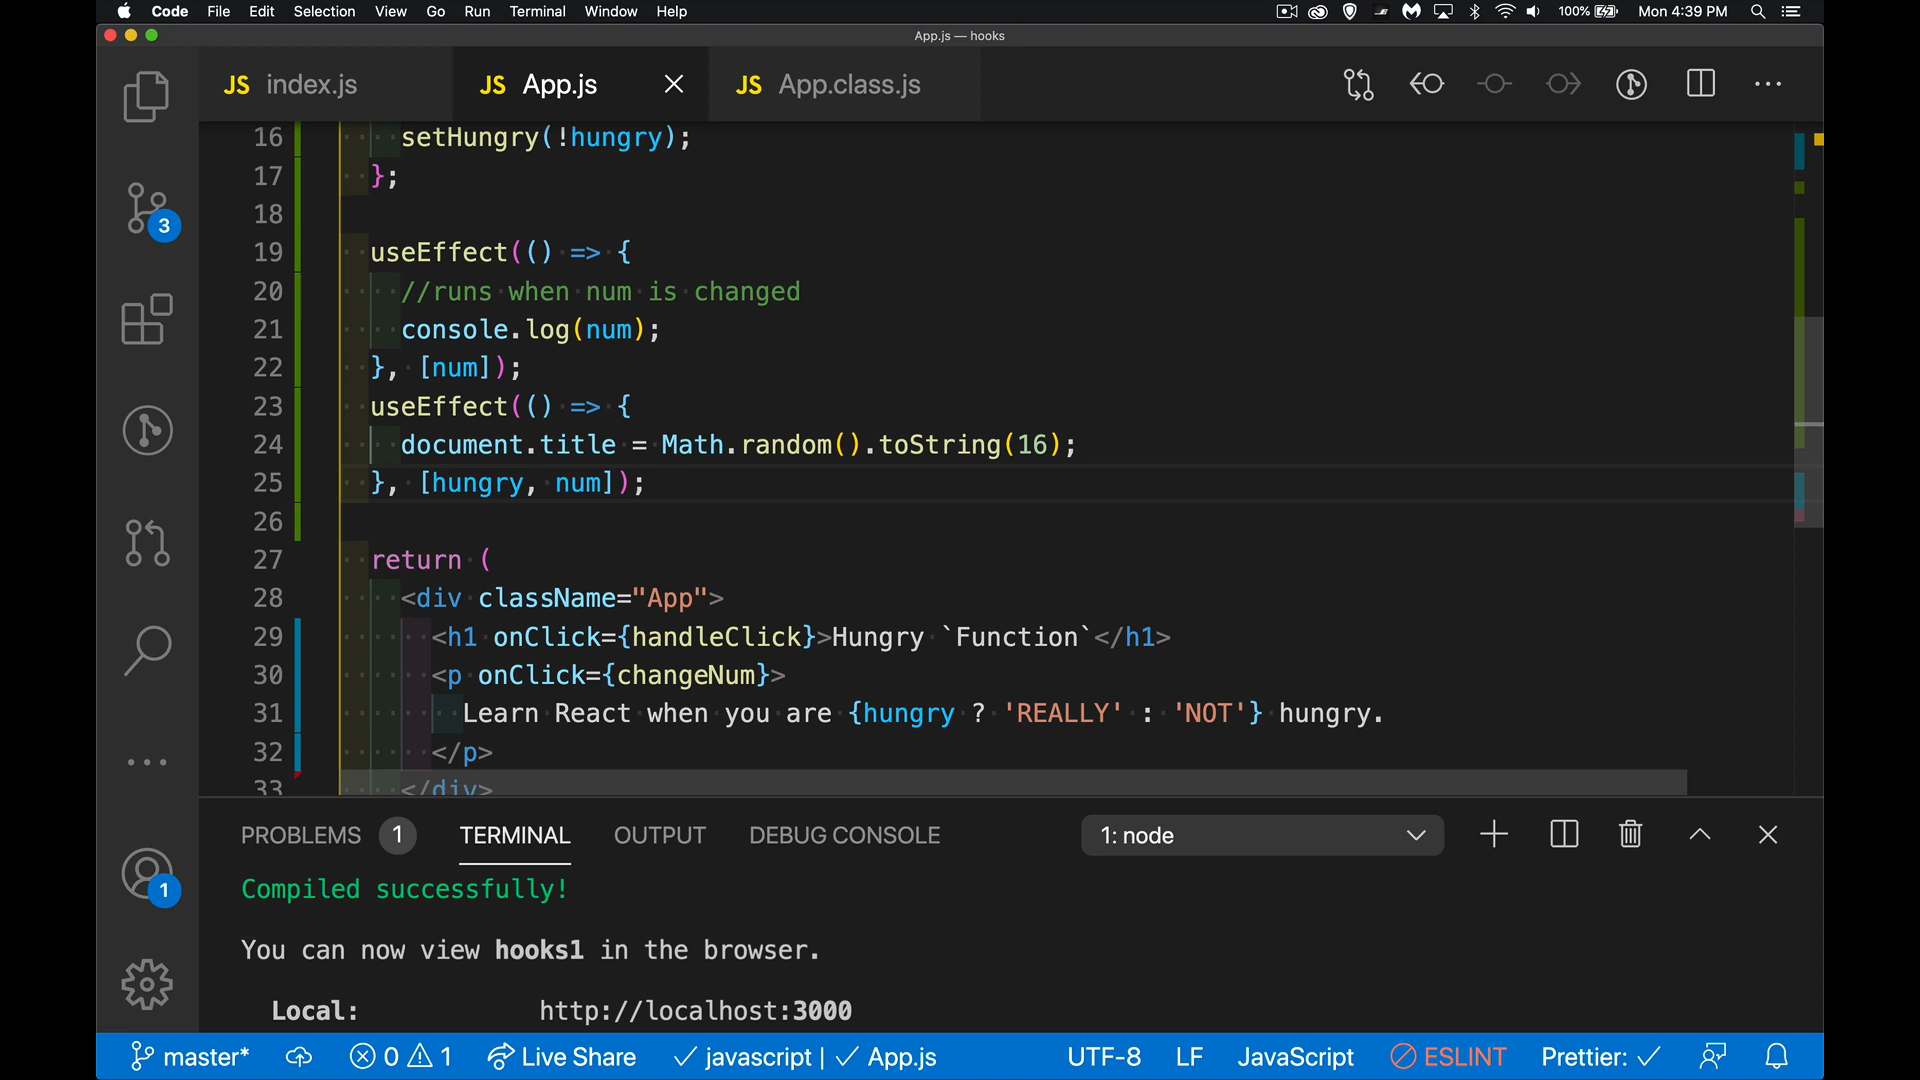 Code File Edit Selection View Go Run Terminal Window Help 100% Mon 4:39 PM
App.js — hooks
JS index.js JS App.js JS App.class.js
16 setHungry(!hungry);
17 };
18
19 useEffect(() => {
20 //runs when num is changed
21 console.log(num);
22 }, [num]);
23 useEffect(() => {
24 document.title = Math.random().toString(16);
25 }, [hungry, num]);
26
27 return (
28 <div className="App">
29 <h1 onClick={handleClick}>Hungry `Function`</h1>
30 <p onClick={changeNum}>
31 Learn React when you are {hungry ? 'REALLY' : 'NOT'} hungry.
32 </p>
33 </div>
3
1
PROBLEMS 1 TERMINAL OUTPUT DEBUG CONSOLE 1: node
Compiled successfully!
You can now view hooks1 in the browser.
Local: http://localhost:3000
master* 0 1 Live Share javascript | App.js UTF-8 LF JavaScript ESLINT Prettier: